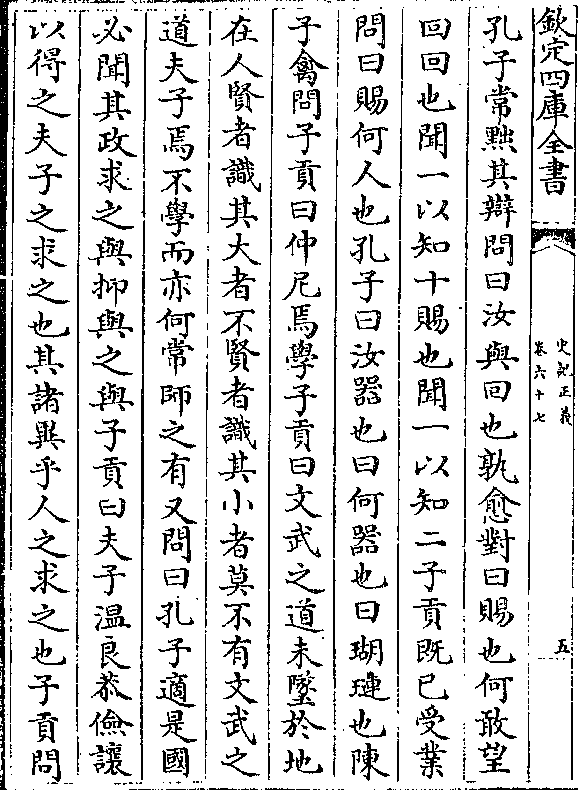 欽定四庫全書
史記正義
卷六十七
五
孔子常黜其辯問曰汝與回也孰愈對曰賜也何敢望
回回也聞一以知十賜也聞一以知二子貢既已受業
問曰賜何人也孔子曰汝器也曰何器也曰瑚璉也陳
子禽問子貢曰仲尼焉學子貢曰文武之道未墜於地
在人賢者識其大者不賢者識其小者莫不有文武之
道夫子焉不學而亦何常師之有又問曰孔子適是國
必聞其政求之與抑與之與子貢曰夫子温良恭儉讓
以得之夫子之求之也其諸異乎人之求之也子貢問